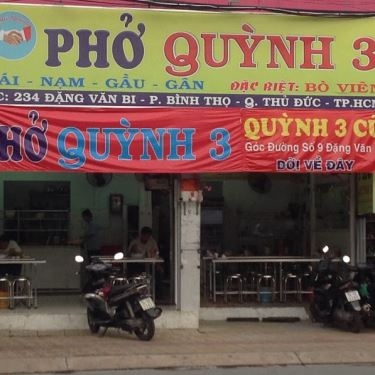 PHỞ QUỲNH 3
ÁI - NAM - GẦU - GÂN ĐẶC BIỆT: BÒ VIÊN
C: 234 ĐẶNG VĂN BI - P. BÌNH THỌ - Q. THỦ ĐỨC - TP.HCM
HỞ QUỲNH 3
QUỲNH 3 CŨ
Góc Đường Số 9 Đặng Văn
DỜI VỀ ĐÂY